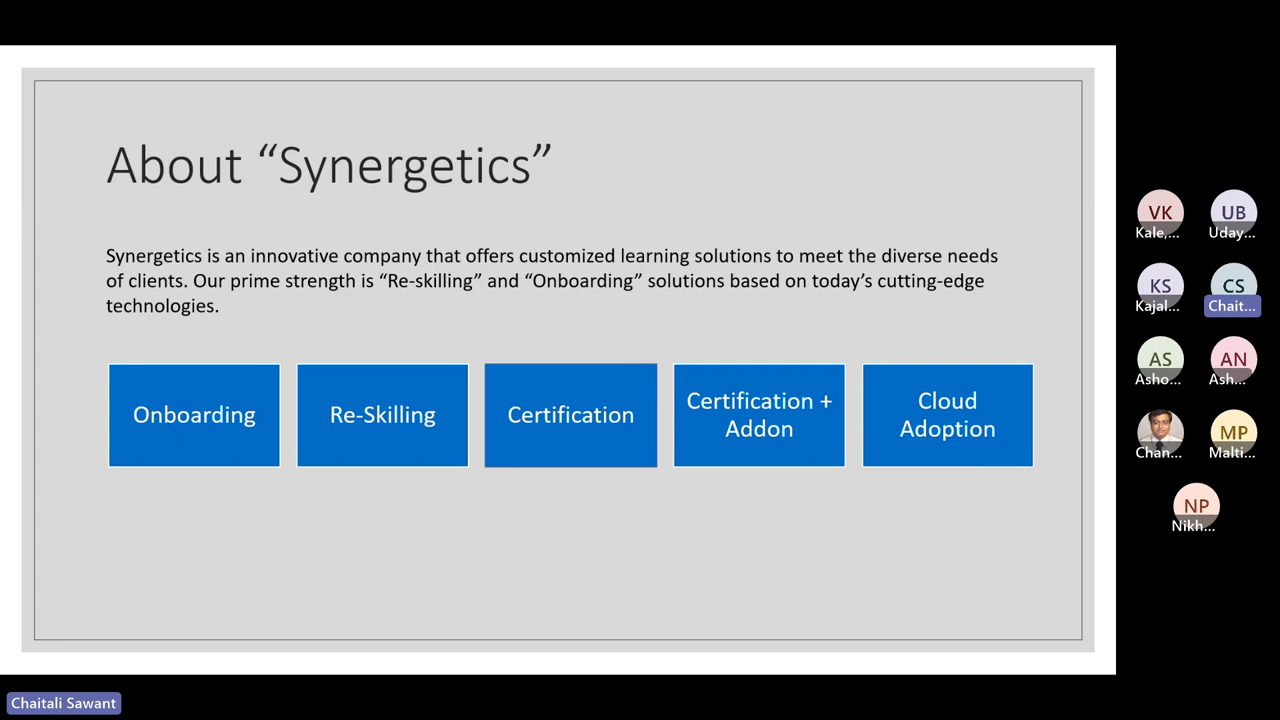 About “Synergetics”
Synergetics is an innovative company that offers customized learning solutions to meet the diverse needs
of clients. Our prime strength is “Re-skilling” and “Onboarding” solutions based on today’s cutting-edge
technologies.
Onboarding
Re-Skilling
Certification
Certification +
Addon
Cloud
Adoption
VK
Kale,...
UB
Uday...
KS
Kajal...
CS
Chait...
AS
Asho...
AN
Ash...
Chan...
MP
Malti...
NP
Nikh...
Chaitali Sawant